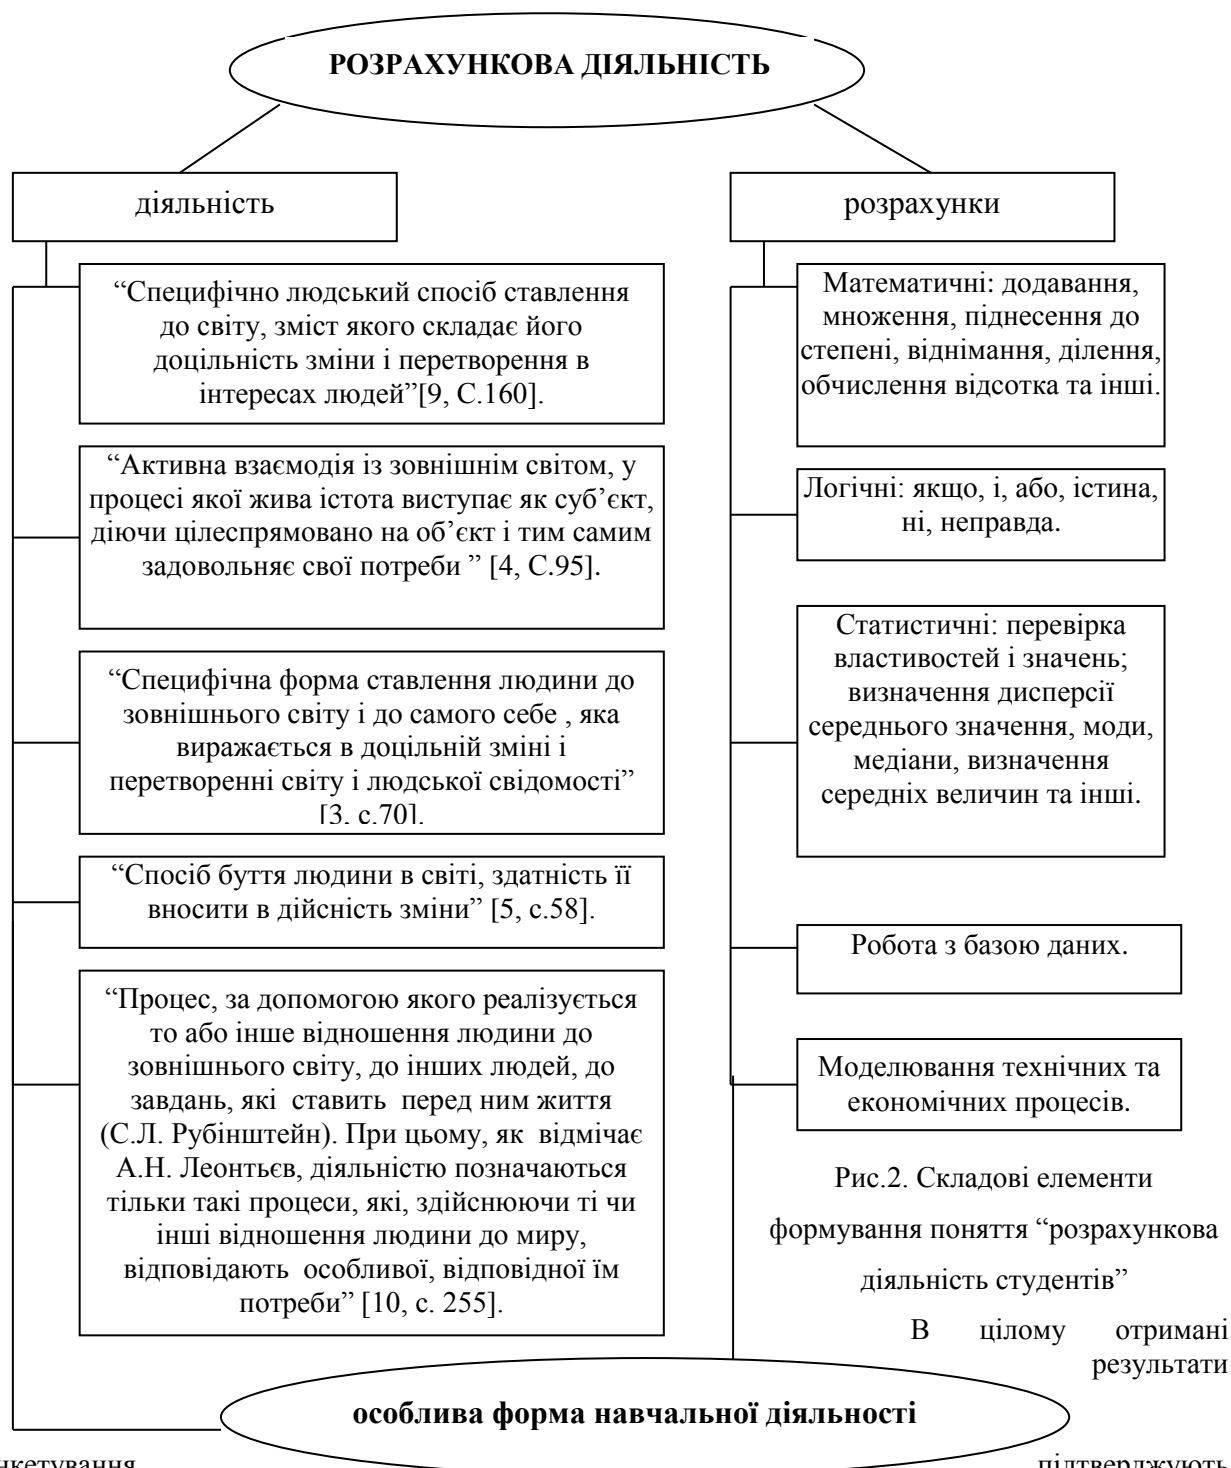 РОЗРАХУНКОВА ДІЯЛЬНІСТЬ
діяльність
“Специфічно людський спосіб ставлення
до світу, зміст якого складає його
доцільність зміни і перетворення в
інтересах людей”[9, С.160].
“Активна взаємодія із зовнішнім світом, у
процесі якої жива істота виступає як суб’єкт,
діючи цілеспрямовано на об’єкт і тим самим
задовольняє свої потреби ” [4, С.95].
“Специфічна форма ставлення людини до
зовнішнього світу і до самого себе , яка
виражається в доцільній зміні і
перетворенні світу і людської свідомості”
[3, с.70].
“Спосіб буття людини в світі, здатність її
вносити в дійсність зміни” [5, с.58].
“Процес, за допомогою якого реалізується
то або інше відношення людини до
зовнішнього світу, до інших людей, до
завдань, які ставить перед ним життя
(С.Л. Рубінштейн). При цьому, як відмічає
А.Н. Леонтьєв, діяльністю позначаються
тільки такі процеси, які, здійснюючи ті чи
інші відношення людини до миру,
відповідають особливої, відповідної їм
потреби” [10, с. 255].
розрахунки
Математичні: додавання,
множення, піднесення до
степені, віднімання, ділення,
обчислення відсотка та інші.
Логічні: якщо, і, або, істина,
ні, неправда.
Статистичні: перевірка
властивостей і значень;
визначення дисперсії
середнього значення, моди,
медіани, визначення
середніх величин та інші.
Робота з базою даних.
Моделювання технічних та
економічних процесів.
Рис.2. Складові елементи
формування поняття “розрахункова
діяльність студентів”
В цілому отримані
результати
особлива форма навчальної діяльності
нкетування підтверджують